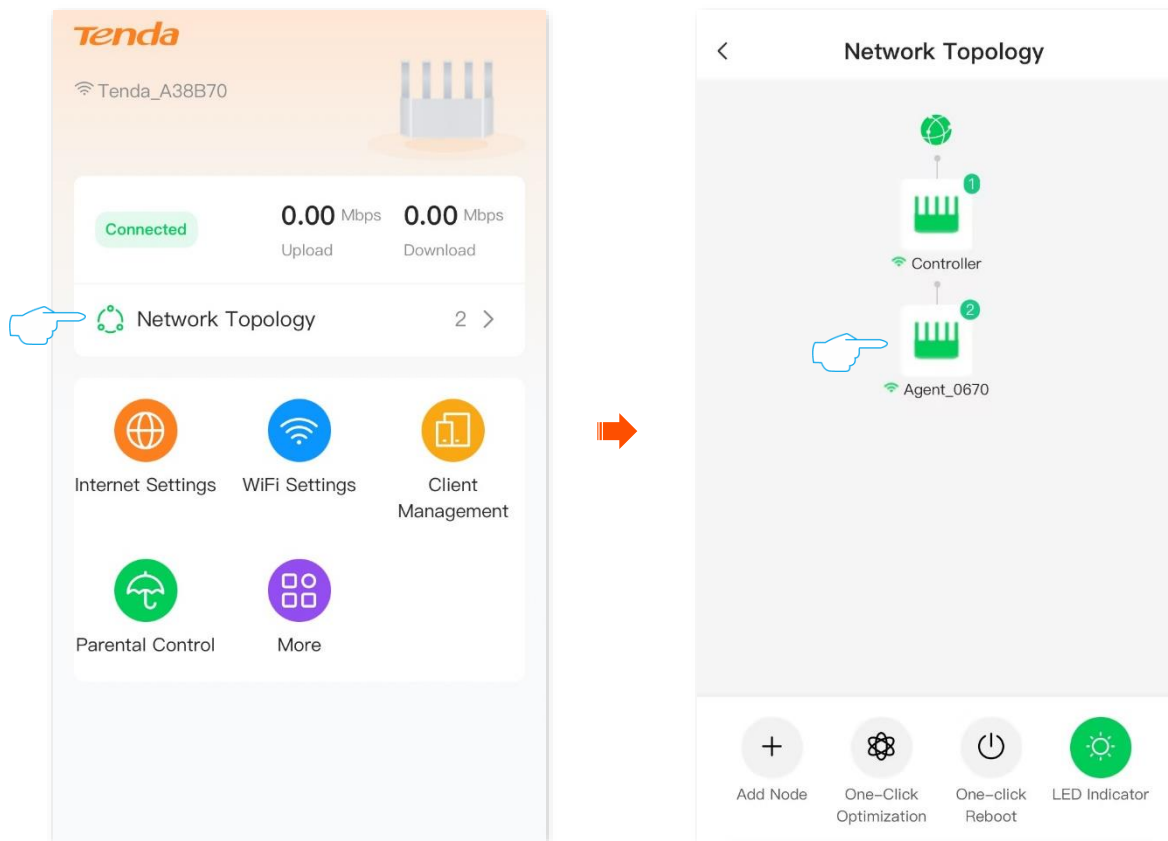 Tenda
Tenda_A38B70
Connected
0.00 Mbps
Upload
0.00 Mbps
Download
Network Topology
2
Internet Settings
WiFi Settings
Client
Management
Parental Control
More
Network Topology
1
Controller
2
Agent_0670
Add Node
One-Click
Optimization
One-click
Reboot
LED Indicator